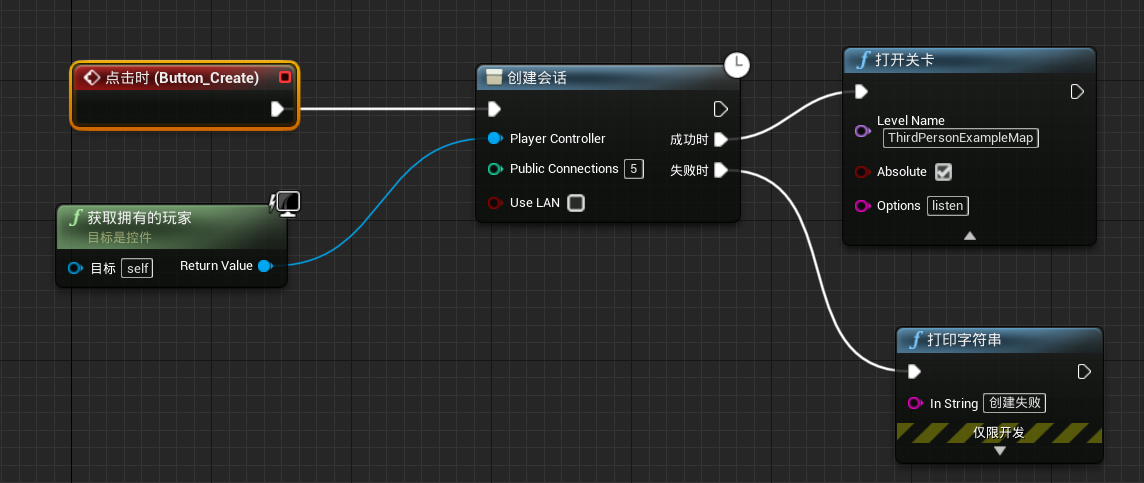 点击时 (Button_Create)
获取拥有的玩家
目标是控件
目标 self Return Value
创建会话
Player Controller 成功时
Public Connections 5 失败时
Use LAN
打开关卡
Level Name
ThirdPersonExampleMap
Absolute
Options listen
打印字符串
In String 创建失败
仅限开发